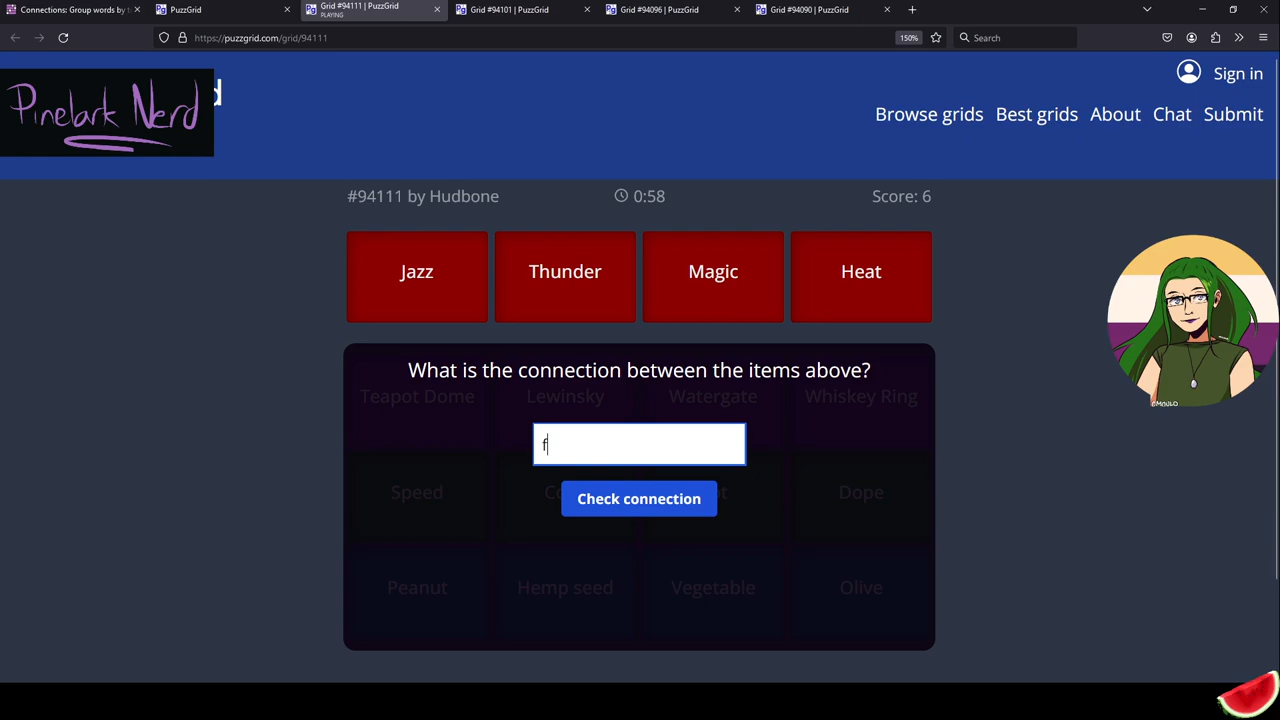 Connections: Group words by t
PuzzGrid
Grid #94111 | PuzzGrid
PLAYING
Grid #94101 | PuzzGrid
Grid #94096 | PuzzGrid
Grid #94090 | PuzzGrid
https://puzzgrid.com/grid/94111
150%
Search
Pinelark Nerd
d
Sign in
Browse grids Best grids About Chat Submit
#94111 by Hudbone
0:58
Score: 6
Jazz Thunder Magic Heat
What is the connection between the items above?
Teapot Dome Lewinsky Watergate Whiskey Ring
f
Check connection
Speed Dope
Peanut Hemp seed Vegetable Olive